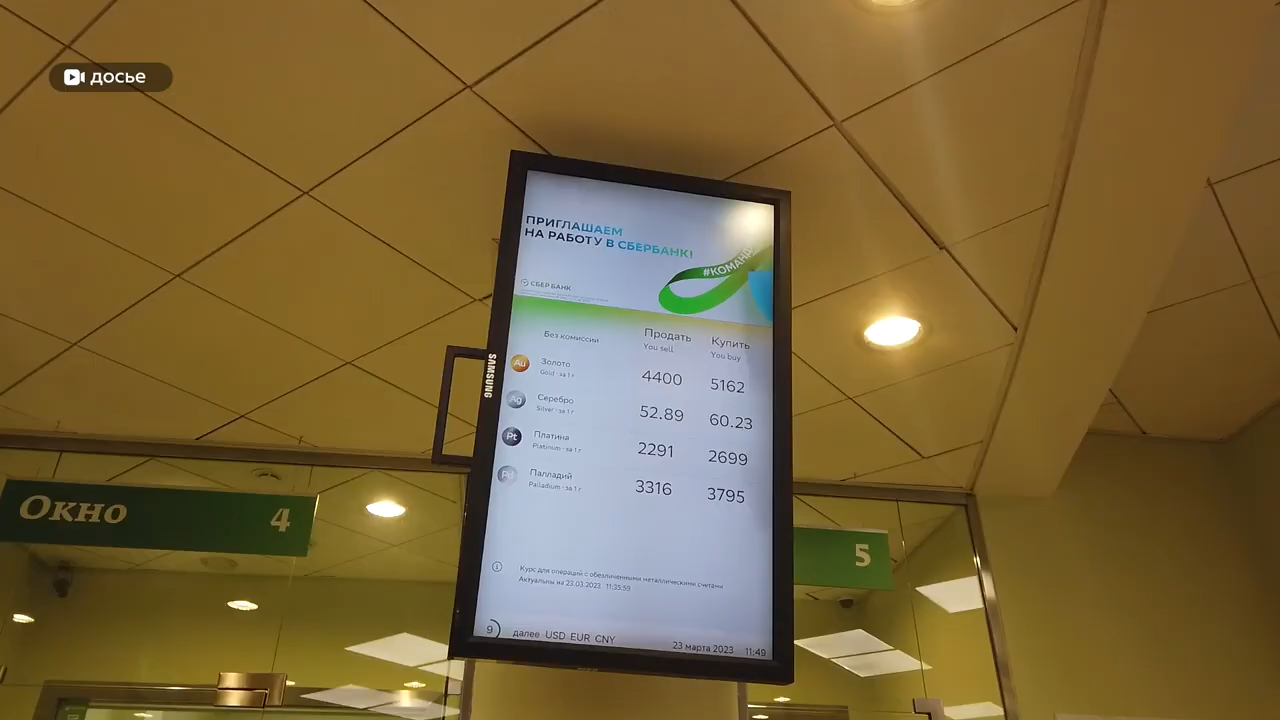 досье
ПРИГЛАШАЕМ
НА РАБОТУ В СБЕРБАНК!
#КОМАНД
СБЕР БАНК
Без комиссии Продать Купить
You sell You buy
SAMSUNG
Au Золото 4400 5162
Gold · за 1 г
Ag Серебро 52.89 60.23
Silver · за 1 г
Pt Платина 2291 2699
Platinum · за 1 г
Pd Палладий 3316 3795
Palladium · за 1 г
Окно 4
5
Курс для операций с обезличенными металлическими счетами
Актуальны на 23.03.2023 11:35:59
9 далее USD EUR CNY
23 марта 2023 11:49